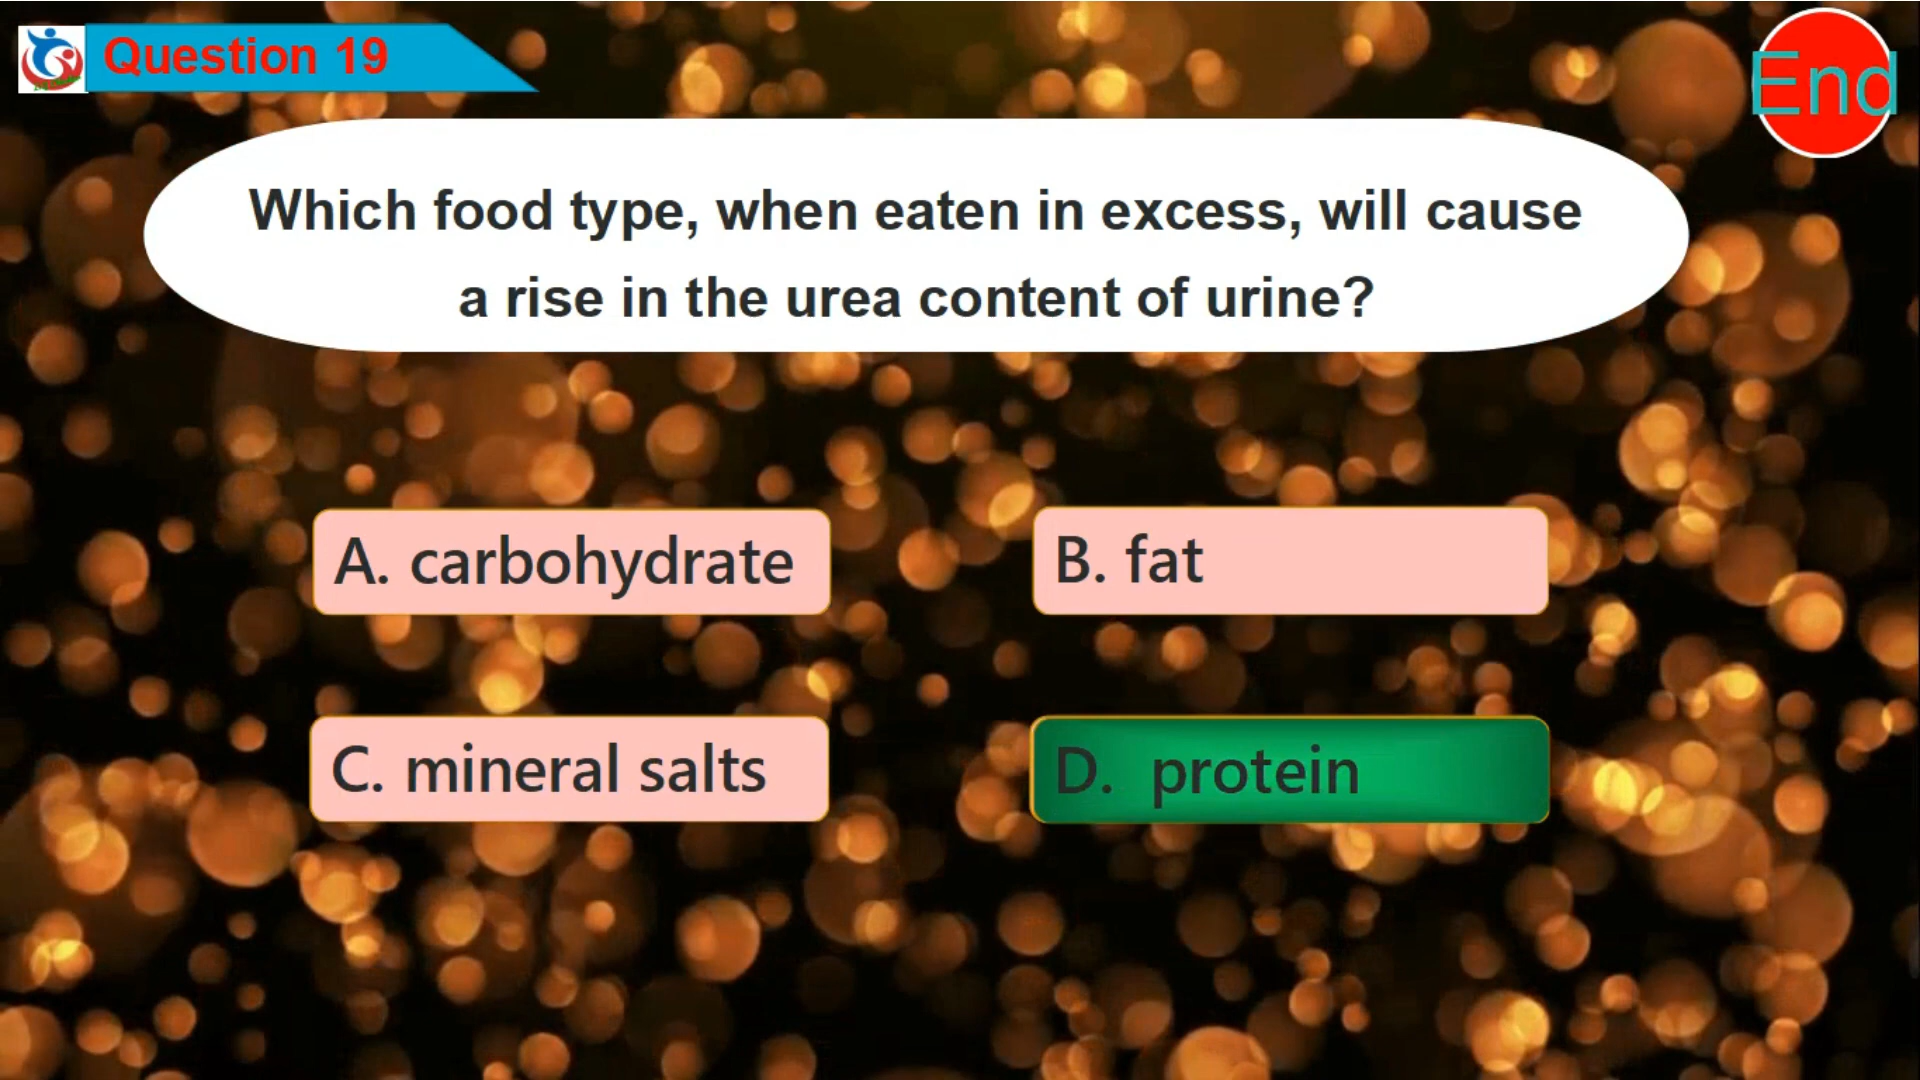 Question 19
End
Which food type, when eaten in excess, will cause
a rise in the urea content of urine?
A. carbohydrate
B. fat
C. mineral salts
D. protein